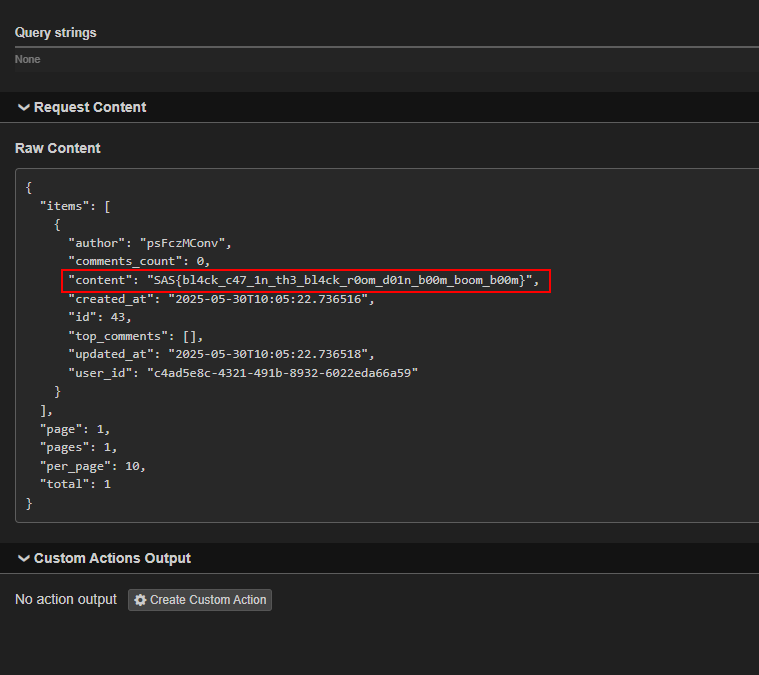 Query strings
None
Request Content
Raw Content
{
  "items": [
    {
      "author": "psFczMConv",
      "comments_count": 0,
      "content": "SAS{bl4ck_c47_1n_th3_bl4ck_r0om_d01n_b00m_boom_b00m}",
      "created_at": "2025-05-30T10:05:22.736516",
      "id": 43,
      "top_comments": [],
      "updated_at": "2025-05-30T10:05:22.736518",
      "user_id": "c4ad5e8c-4321-491b-8932-6022eda66a59"
    }
  ],
  "page": 1,
  "pages": 1,
  "per_page": 10,
  "total": 1
}
Custom Actions Output
No action output Create Custom Action